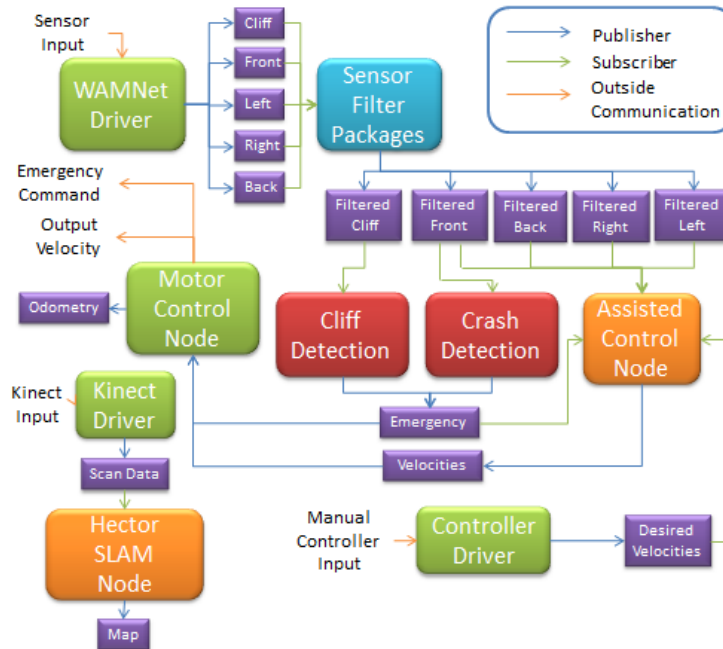 Sensor
Input
WAMNet
Driver
Cliff
Front
Left
Right
Back
Sensor
Filter
Packages
Publisher
Subscriber
Outside
Communication
Emergency
Command
Output
Velocity
Filtered
Cliff
Filtered
Front
Filtered
Back
Filtered
Right
Filtered
Left
Odometry
Motor
Control
Node
Cliff
Detection
Crash
Detection
Assisted
Control
Node
Kinect
Input
Kinect
Driver
Emergency
Velocities
Scan Data
Hector
SLAM
Node
Map
Manual
Controller
Input
Controller
Driver
Desired
Velocities